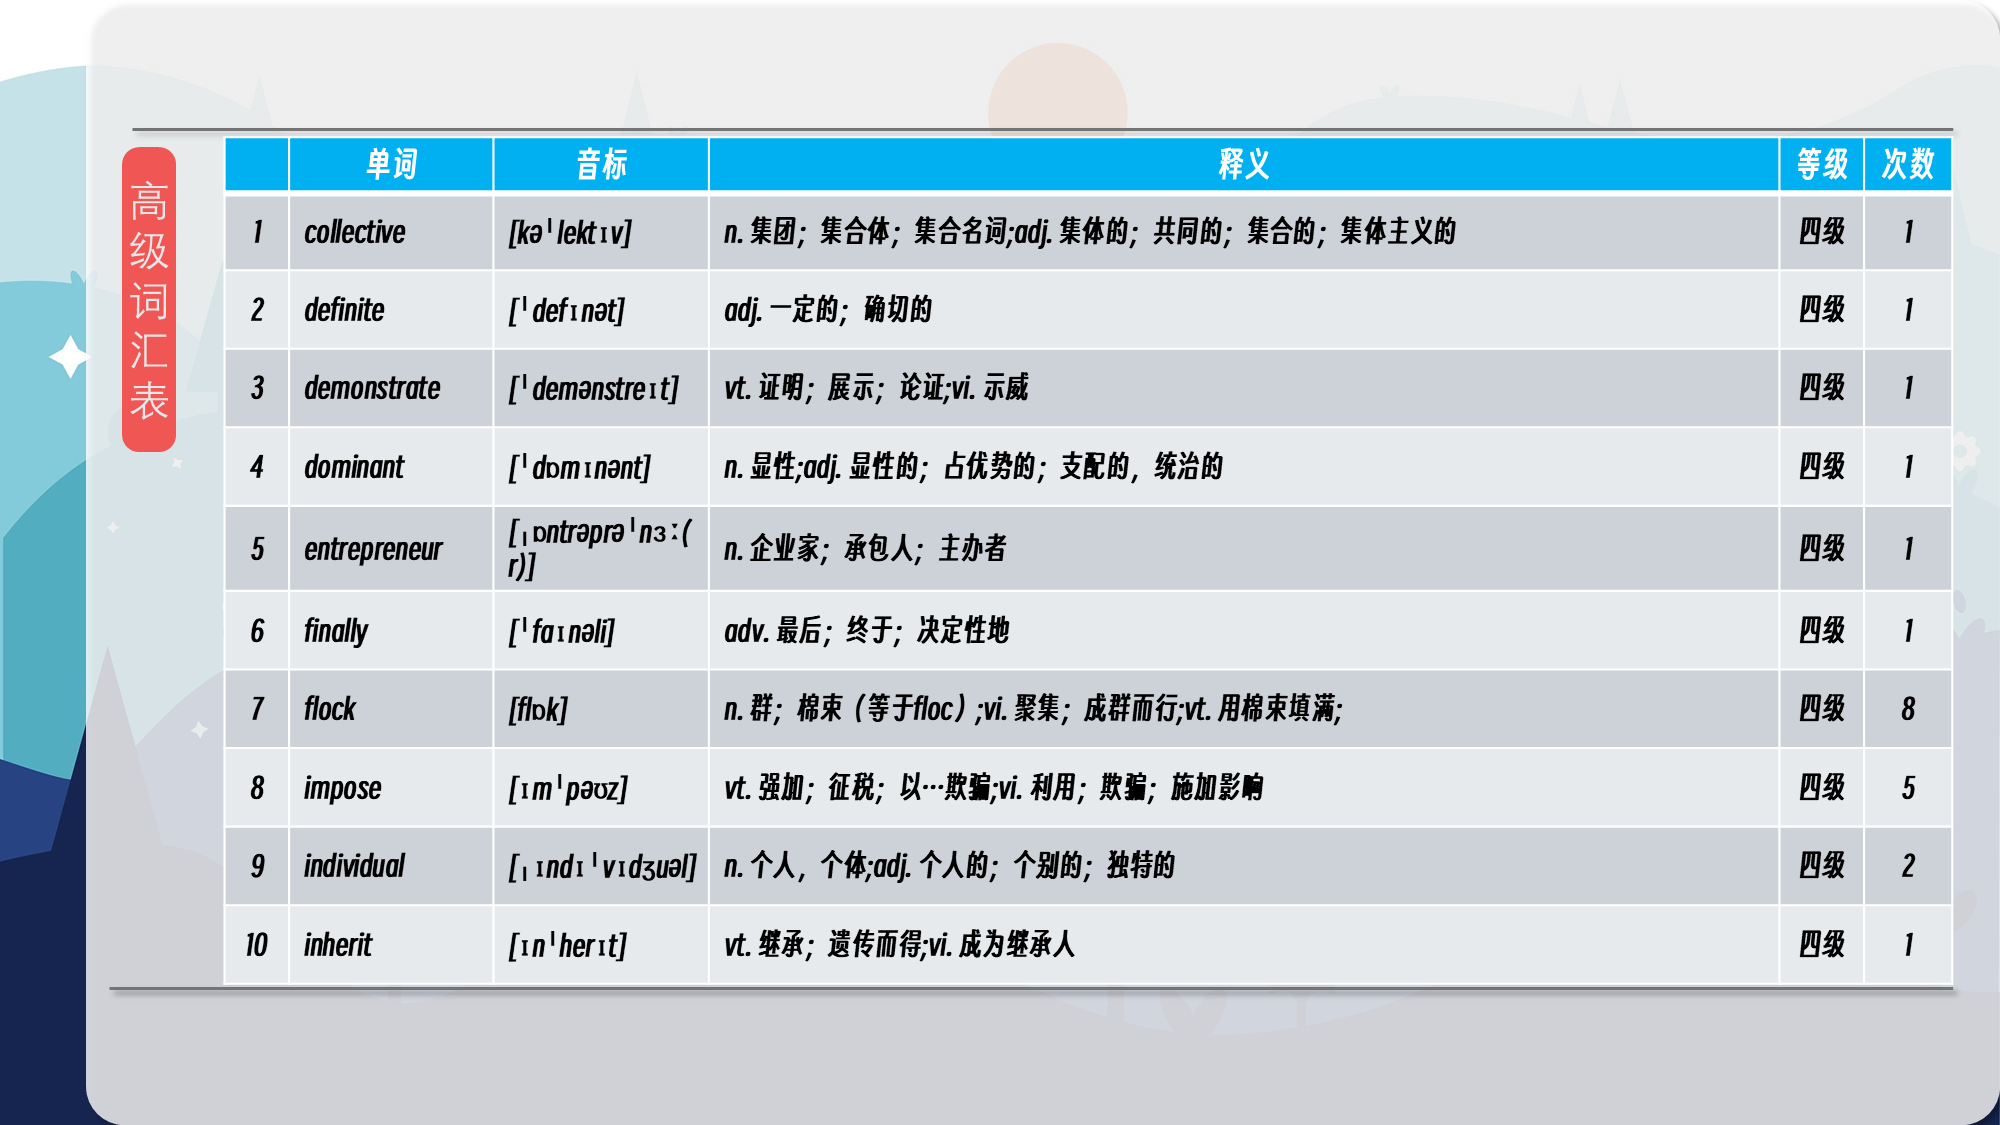 高级词汇表
单词 音标 释义 等级 次数
1 collective [kəˈlektɪv] n. 集团；集合体；集合名词;adj. 集体的；共同的；集合的；集体主义的 四级 1
2 definite [ˈdefɪnət] adj. 一定的；确切的 四级 1
3 demonstrate [ˈdemənstreɪt] vt. 证明；展示；论证;vi. 示威 四级 1
4 dominant [ˈdɒmɪnənt] n. 显性;adj. 显性的；占优势的；支配的，统治的 四级 1
5 entrepreneur [ˌɒntrəprəˈnɜː(
r)] n. 企业家；承包人；主办者 四级 1
6 finally [ˈfaɪnəli] adv. 最后；终于；决定性地 四级 1
7 flock [flɒk] n. 群；棉束（等于floc）;vi. 聚集；成群而行;vt. 用棉束填满; 四级 8
8 impose [ɪmˈpəʊz] vt. 强加；征税；以…欺骗;vi. 利用；欺骗；施加影响 四级 5
9 individual [ˌɪndɪˈvɪdʒuəl] n. 个人，个体;adj. 个人的；个别的；独特的 四级 2
10 inherit [ɪnˈherɪt] vt. 继承；遗传而得;vi. 成为继承人 四级 1